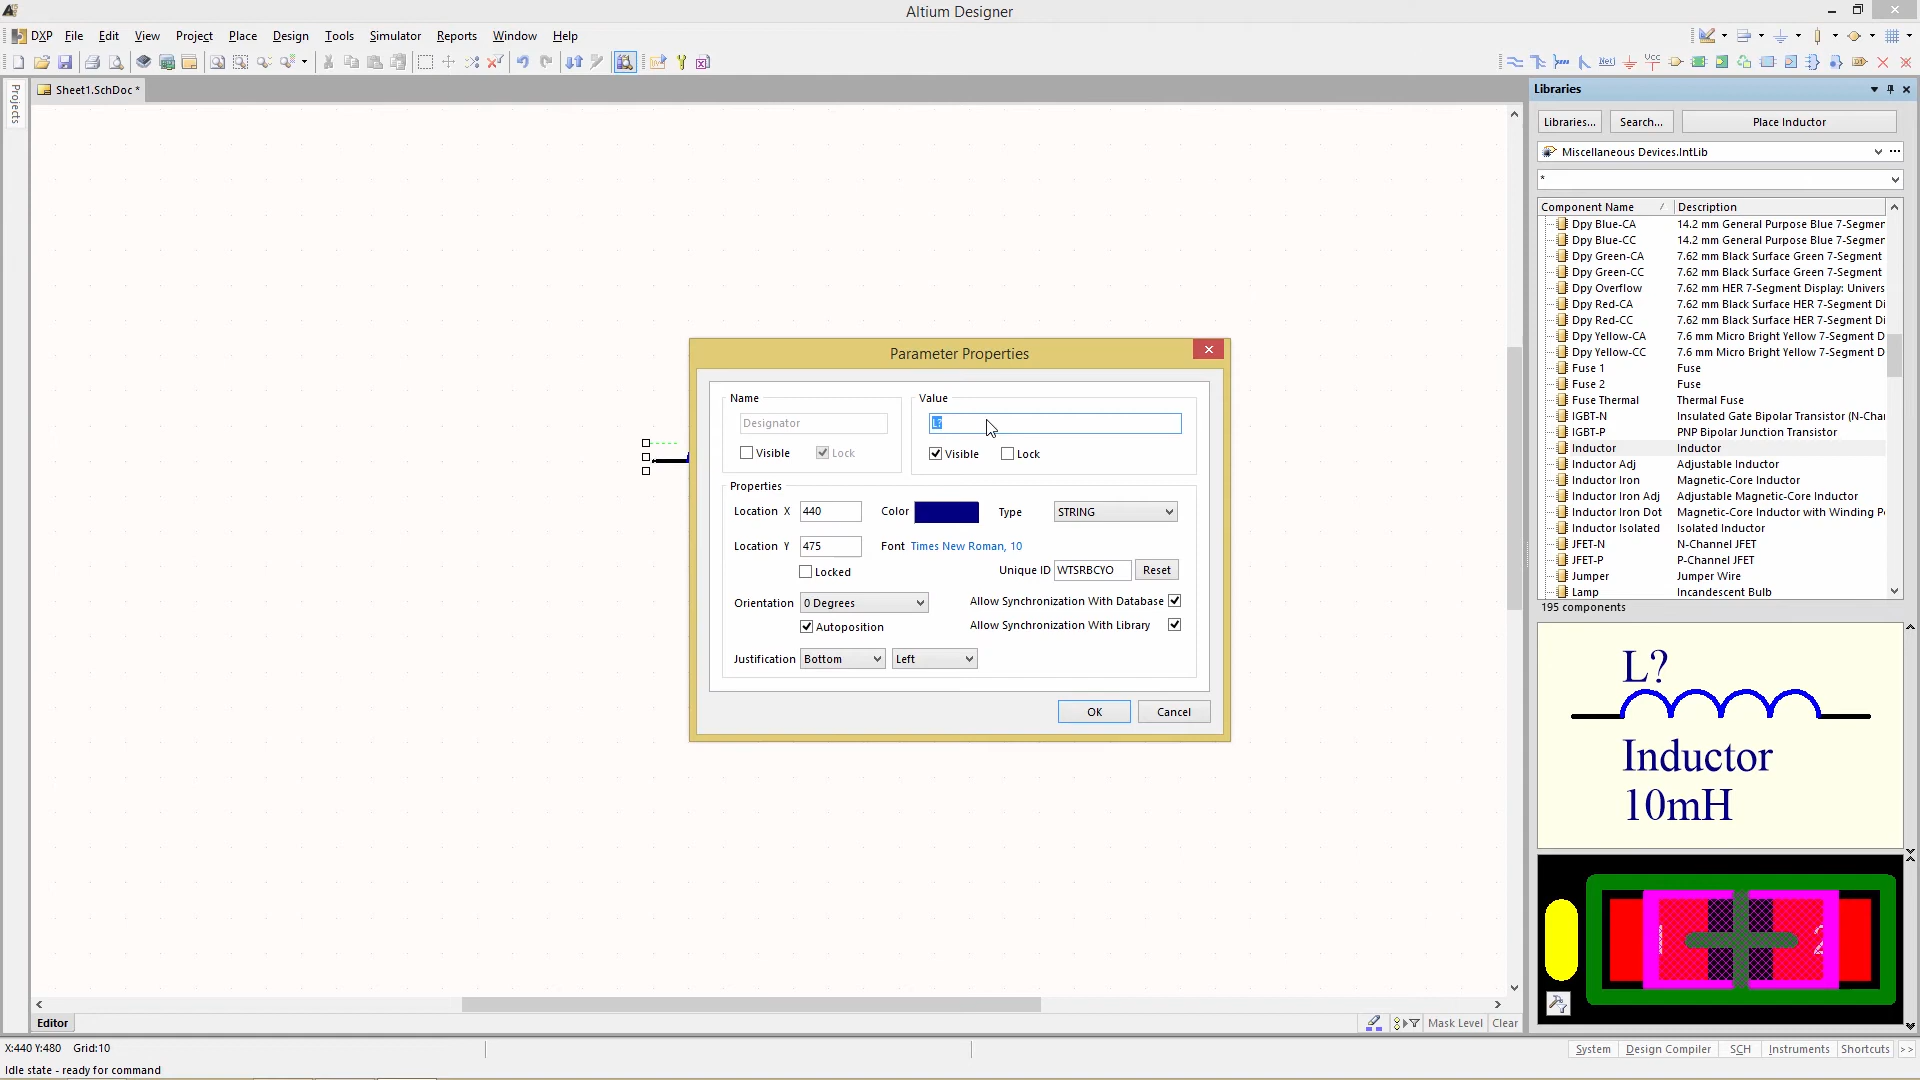 Altium Designer
DXP File Edit View Project Place Design Tools Simulator Reports Window Help
Net
Vcc
Sheet1.SchDoc *
Projects
Libraries
Libraries... Search... Place Inductor
Miscellaneous Devices.IntLib
*
Component Name / Description
Dpy Blue-CA 14.2 mm General Purpose Blue 7-Segmer
Dpy Blue-CC 14.2 mm General Purpose Blue 7-Segmer
Dpy Green-CA 7.62 mm Black Surface Green 7-Segment
Dpy Green-CC 7.62 mm Black Surface Green 7-Segment
Dpy Overflow 7.62 mm HER 7-Segment Display: Univers
Dpy Red-CA 7.62 mm Black Surface HER 7-Segment Di
Dpy Red-CC 7.62 mm Black Surface HER 7-Segment Di
Dpy Yellow-CA 7.6 mm Micro Bright Yellow 7-Segment D
Dpy Yellow-CC 7.6 mm Micro Bright Yellow 7-Segment D
Fuse 1 Fuse
Fuse 2 Fuse
Fuse Thermal Thermal Fuse
IGBT-N Insulated Gate Bipolar Transistor (N-Char
IGBT-P PNP Bipolar Junction Transistor
Inductor Inductor
Inductor Adj Adjustable Inductor
Inductor Iron Magnetic-Core Inductor
Inductor Iron Adj Adjustable Magnetic-Core Inductor
Inductor Iron Dot Magnetic-Core Inductor with Winding P
Inductor Isolated Isolated Inductor
JFET-N N-Channel JFET
JFET-P P-Channel JFET
Jumper Jumper Wire
Lamp Incandescent Bulb
195 components
L?
Inductor
10mH
2
Parameter Properties
Name Value
Designator L?
Visible Lock Visible Lock
Properties
Location X 440 Color Type STRING
Location Y 475 Font Times New Roman, 10
Locked Unique ID WTSRBCYO Reset
Orientation 0 Degrees Allow Synchronization With Database
Autoposition Allow Synchronization With Library
Justification Bottom Left
OK Cancel
Editor Mask Level Clear
X:440 Y:480 Grid:10 System Design Compiler SCH Instruments Shortcuts >>
Idle state - ready for command